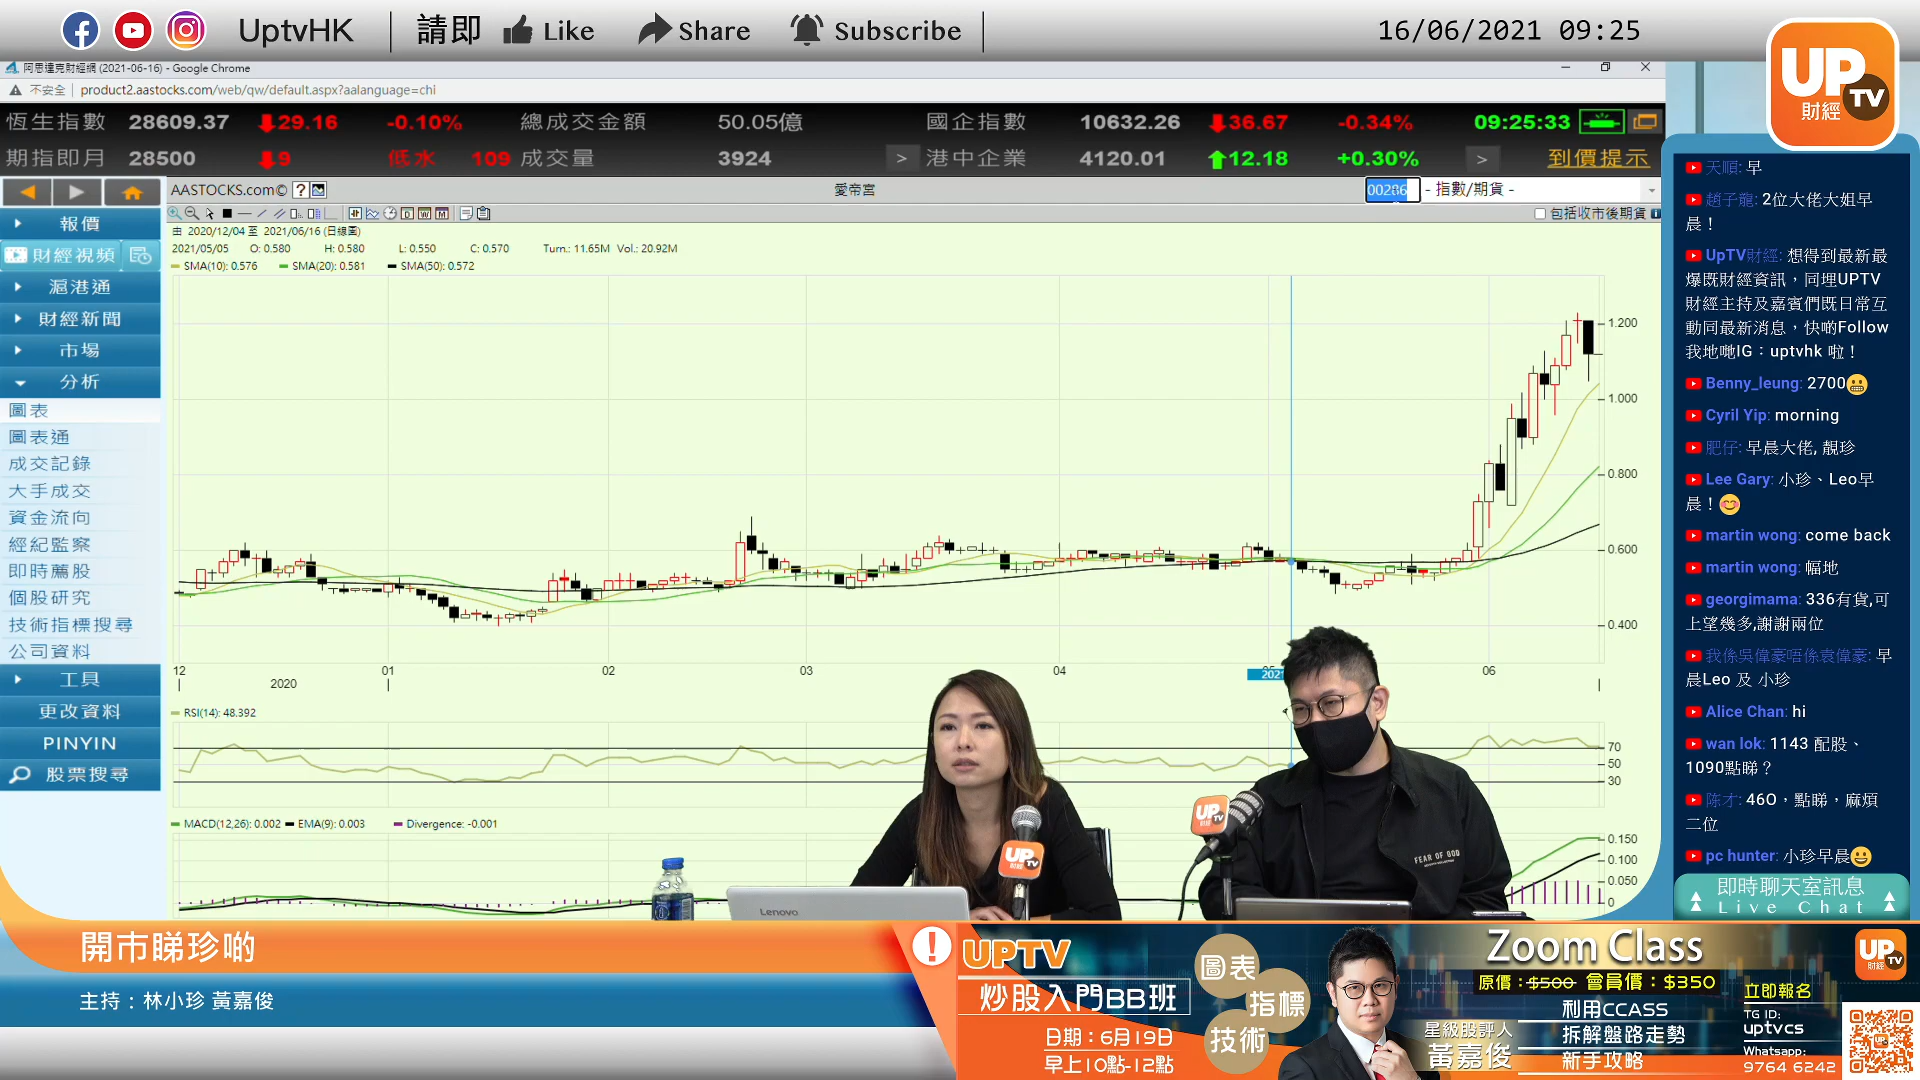 UptvHK
請即
Like
Share
Subscribe
16/06/2021 09:25
UP
TV
財經
阿思達克財經網 (2021-06-16) - Google Chrome
不安全
product2.aastocks.com/web/qw/default.aspx?aalanguage=chi
恆生指數 28609.37 29.16 -0.10% 總成交金額 50.05億 國企指數 10632.26 36.67 -0.34% 09:25:33
期指即月 28500 9 低水 109 成交量 3924 > 港中企業 4120.01 12.18 +0.30% > 到價提示
AASTOCKS.com© ?
愛帝宮
00286
- 指數/期貨 -
包括收市後期貨
由 2020/12/04 至 2021/06/16 (日線圖)
2021/05/05 O: 0.580 H: 0.580 L: 0.550 C: 0.570 Turn.: 11.65M Vol.: 20.92M
SMA(10): 0.576 SMA(20): 0.581 SMA(50): 0.572
報價
財經視頻
滬港通
財經新聞
市場
分析
圖表
圖表通
成交記錄
大手成交
資金流向
經紀監察
即時薦股
個股研究
技術指標搜尋
公司資料
工具
更改資料
PINYIN
股票搜尋
1.200
1.000
0.800
0.600
0.400
12 01 02 03 04 06
2020
2021
RSI(14): 48.392
70
50
30
MACD(12,26): 0.002 EMA(9): 0.003 Divergence: -0.001
0.150
0.100
0.050
0
天順: 早
趙子龍: 2位大佬大姐早
晨！
UpTV財經: 想得到最新最
爆既財經資訊，同埋UPTV
財經主持及嘉賓們既日常互
動同最新消息，快啲Follow
我地嘅IG：uptvhk 啦！
Benny_leung: 2700
Cyril Yip: morning
肥仔: 早晨大佬, 靚珍
Lee Gary: 小珍、Leo早
晨！
martin wong: come back
martin wong: 幅地
georgimama: 336有貨,可
上望幾多,謝謝兩位
我係吳偉豪唔係袁偉豪: 早
晨Leo 及 小珍
Alice Chan: hi
wan lok: 1143 配股、
1090點睇？
陈才: 46O，點睇，麻煩
二位
pc hunter: 小珍早晨
即時聊天室訊息
Live Chat
UP TV
UP TV
FEAR OF GOD
Lenovo
開市睇珍啲
主持：林小珍 黃嘉俊
UPTV
炒股入門BB班
日期：6月19日
早上10點-12點
圖表
指標
技術
Zoom Class
原價：$500 會員價：$350
星級股評人
黃嘉俊
利用CCASS
拆解盤路走勢
新手攻略
UP TV
財經
立即報名
TG ID:
uptvcs
Whatsapp:
9764 6242